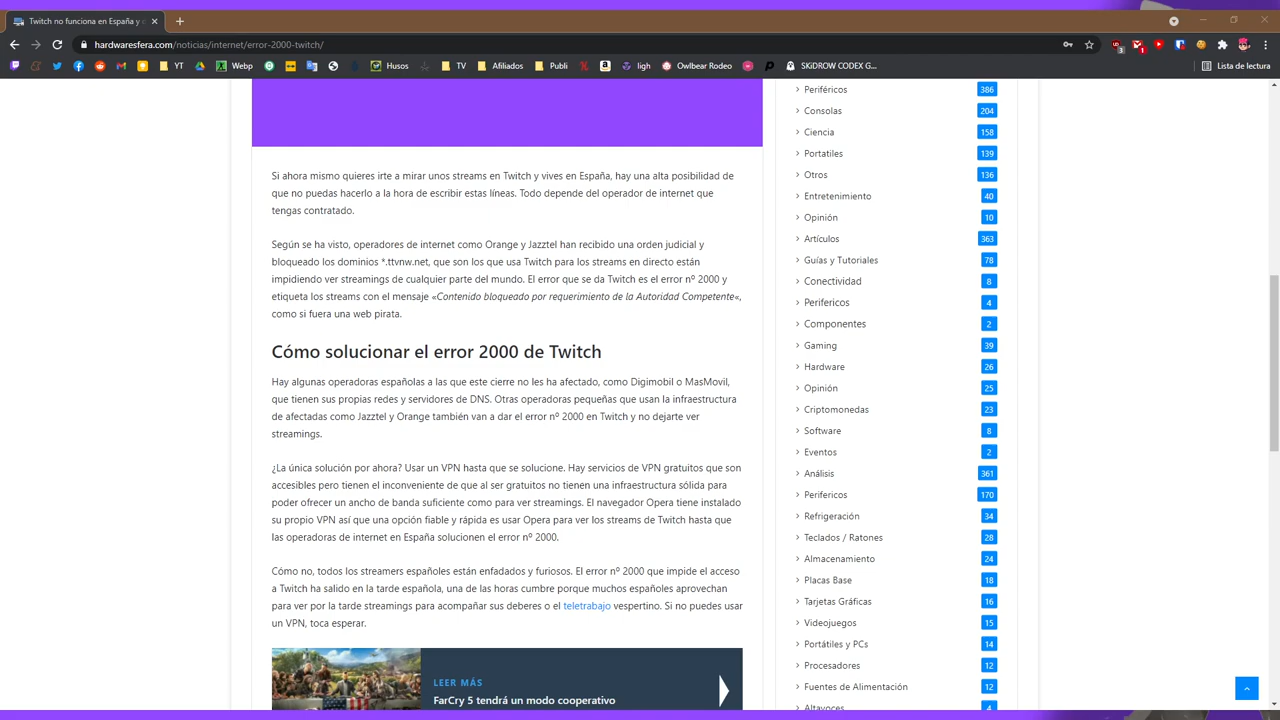 Twitch no funciona en España y e
hardwaresfera.com/noticias/internet/error-2000-twitch/
3
1
YT
Webp
Husos
TV
Afiliados
Publi
ligh
Owlbear Rodeo
SKiDROW CODEX G...
Lista de lectura
Si ahora mismo quieres irte a mirar unos streams en Twitch y vives en España, hay una alta posibilidad de
que no puedas hacerlo a la hora de escribir estas líneas. Todo depende del operador de internet que
tengas contratado.
Según se ha visto, operadores de internet como Orange y Jazztel han recibido una orden judicial y
bloqueado los dominios *.ttvnw.net, que son los que usa Twitch para los streams en directo están
impidiendo ver streamings de cualquier parte del mundo. El error que se da Twitch es el error nº 2000 y
etiqueta los streams con el mensaje «Contenido bloqueado por requerimiento de la Autoridad Competente«,
como si fuera una web pirata.
Cómo solucionar el error 2000 de Twitch
Hay algunas operadoras españolas a las que este cierre no les ha afectado, como Digimobil o MasMovil,
que tienen sus propias redes y servidores de DNS. Otras operadoras pequeñas que usan la infraestructura
de afectadas como Jazztel y Orange también van a dar el error nº 2000 en Twitch y no dejarte ver
streamings.
¿La única solución por ahora? Usar un VPN hasta que se solucione. Hay servicios de VPN gratuitos que son
accesibles pero tienen el inconveniente de que al ser gratuitos no tienen una infraestructura sólida para
poder ofrecer un ancho de banda suficiente como para ver streamings. El navegador Opera tiene instalado
su propio VPN así que una opción fiable y rápida es usar Opera para ver los streams de Twitch hasta que
las operadoras de internet en España solucionen el error nº 2000.
Cómo no, todos los streamers españoles están enfadados y furiosos. El error nº 2000 que impide el acceso
a Twitch ha salido en la tarde española, una de las horas cumbre porque muchos españoles aprovechan
para ver por la tarde streamings para acompañar sus deberes o el teletrabajo vespertino. Si no puedes usar
un VPN, toca esperar.
LEER MÁS
FarCry 5 tendrá un modo cooperativo
Periféricos 386
Consolas 204
Ciencia 158
Portatiles 139
Otros 136
Entretenimiento 40
Opinión 10
Artículos 363
Guías y Tutoriales 78
Conectividad 8
Perifericos 4
Componentes 2
Gaming 39
Hardware 26
Opinión 25
Criptomonedas 23
Software 8
Eventos 2
Análisis 361
Perifericos 170
Refrigeración 34
Teclados / Ratones 28
Almacenamiento 24
Placas Base 18
Tarjetas Gráficas 16
Videojuegos 15
Portátiles y PCs 14
Procesadores 12
Fuentes de Alimentación 12
Altavoces 4